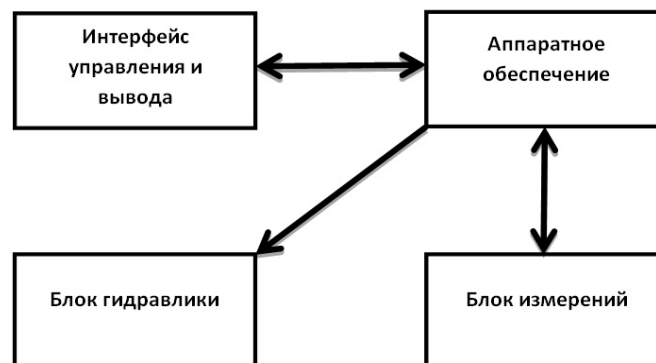 Интерфейс
управления и
вывода
Аппаратное
обеспечение
Блок гидравлики
Блок измерений